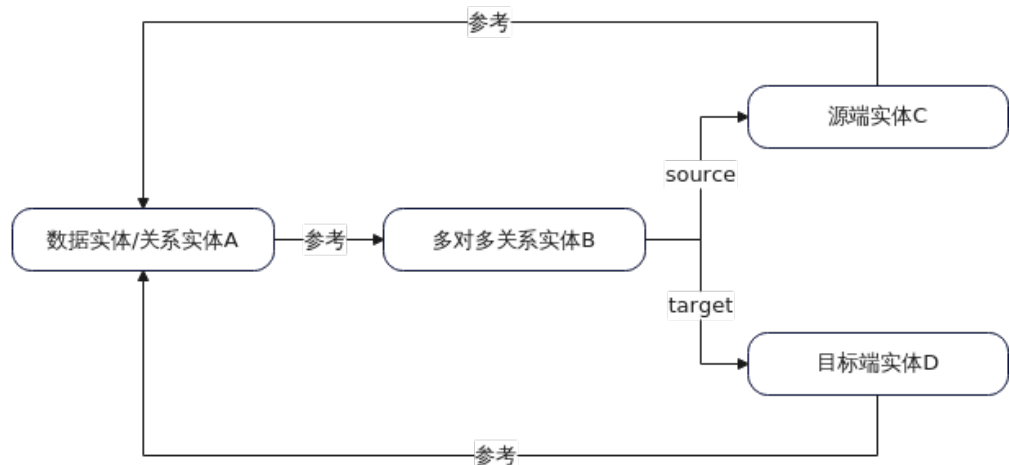 参考
源端实体C
source
数据实体/关系实体A
参考
多对多关系实体B
target
目标端实体D
参考